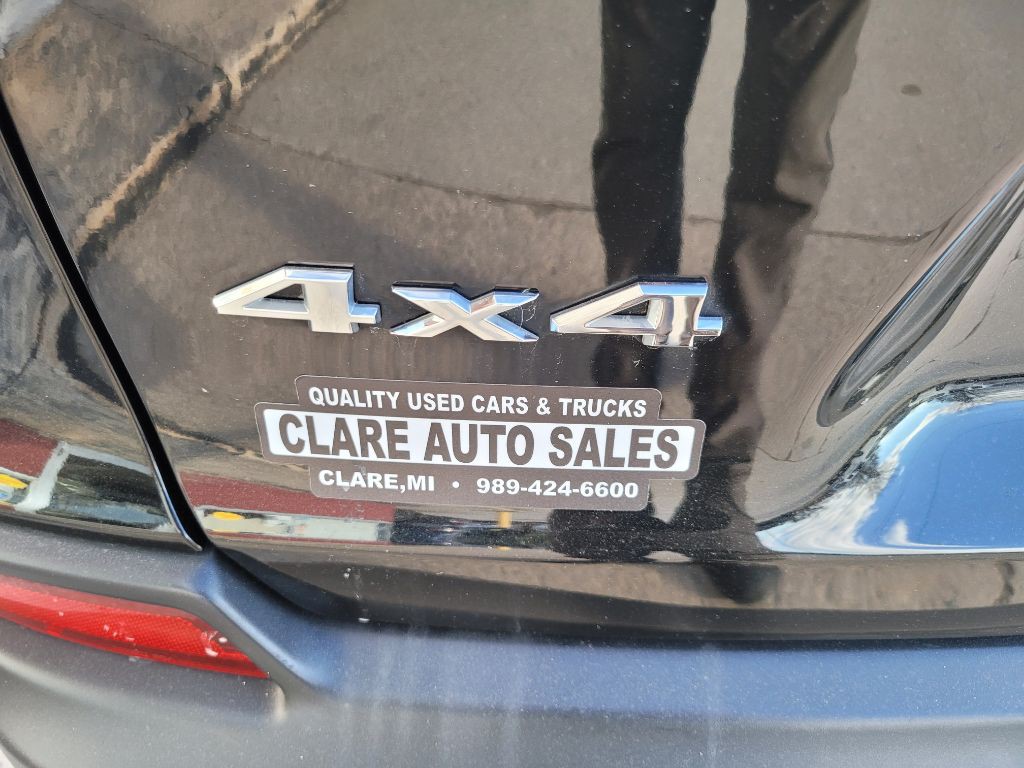 4x4
QUALITY USED CARS & TRUCKS
CLARE AUTO SALES
CLARE,MI • 989-424-6600